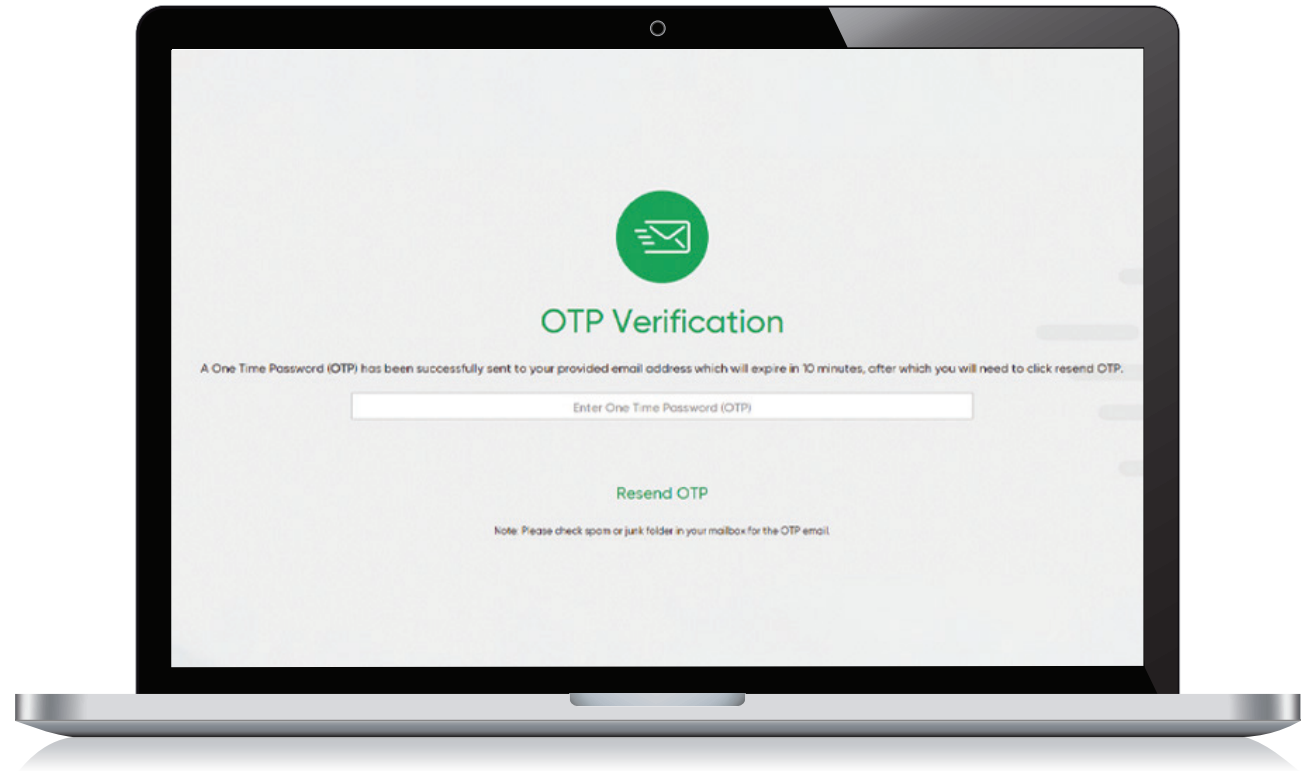 OTP Verification
A One Time Password (OTP) has been successfully sent to your provided email address which will expire in 10 minutes, after which you will need to click resend OTP.
Enter One Time Password (OTP)
Resend OTP
Note: Please check spam or junk folder in your mailbox for the OTP email.